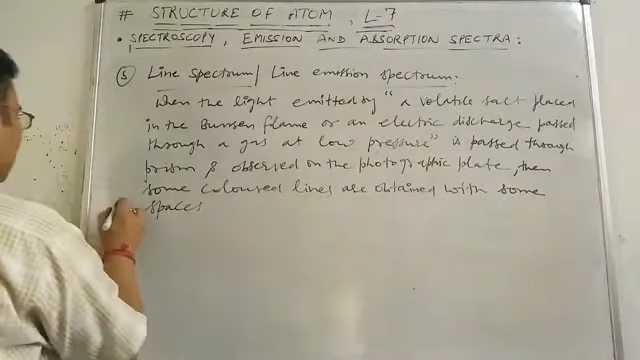 # STRUCTURE OF ATOM, L-7
• SPECTROSCOPY, EMISSION AND ABSORPTION SPECTRA:
⑤ Line spectrum/ Line emission spectrum.
When the light emitted by "a volatile salt placed
in the Bunsen flame or an electric discharge passed
through a gas at low pressure" is passed through
prism & observed on the photographic plate, then
some coloured lines are obtained with some
spaces